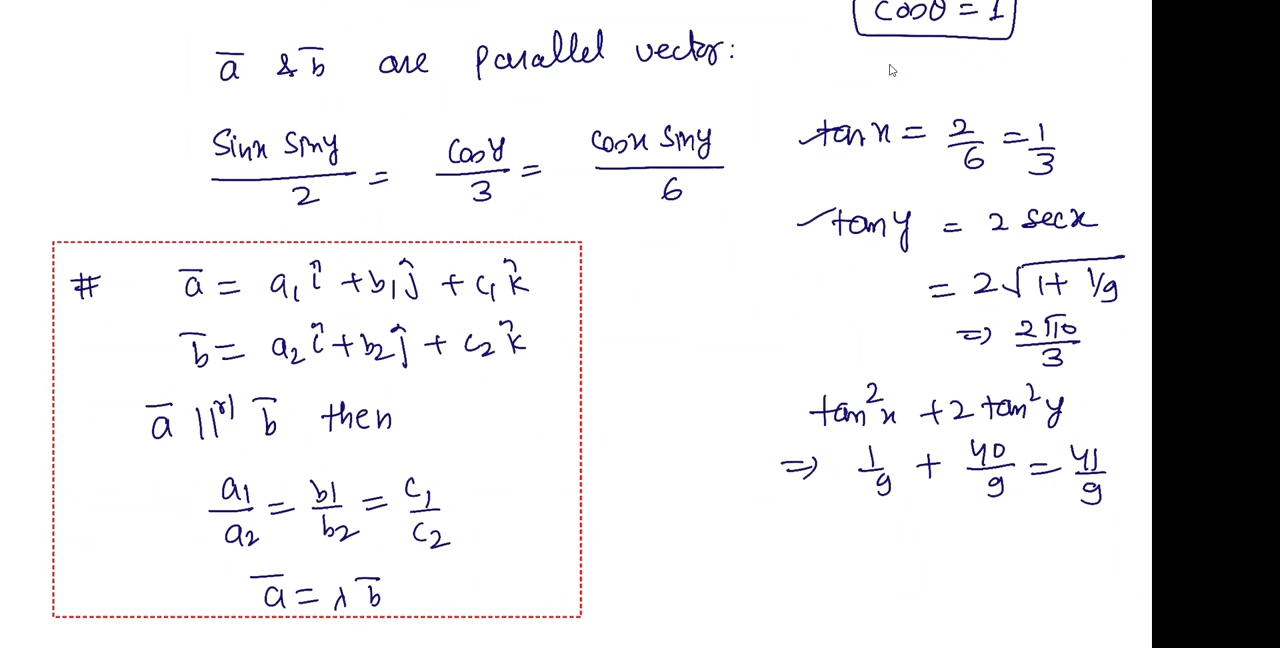 cosθ = 1
a̅ & b̅ are parallel vector:
Sinx Siny/2 = Cosy/3 = Cosx Siny/6
tanx = 2/6 = 1/3
tany = 2 secx
= 2√(1+1/9)
⇒ 2√10/3
tan²x + 2tan²y
⇒ 1/9 + 40/9 = 41/9
# a̅ = a₁î + b₁ĵ + c₁k̂
b̅ = a₂î + b₂ĵ + c₂k̂
a̅ ||ʳˡ b̅ then
a₁/a₂ = b₁/b₂ = c₁/c₂
a̅ = λ b̅